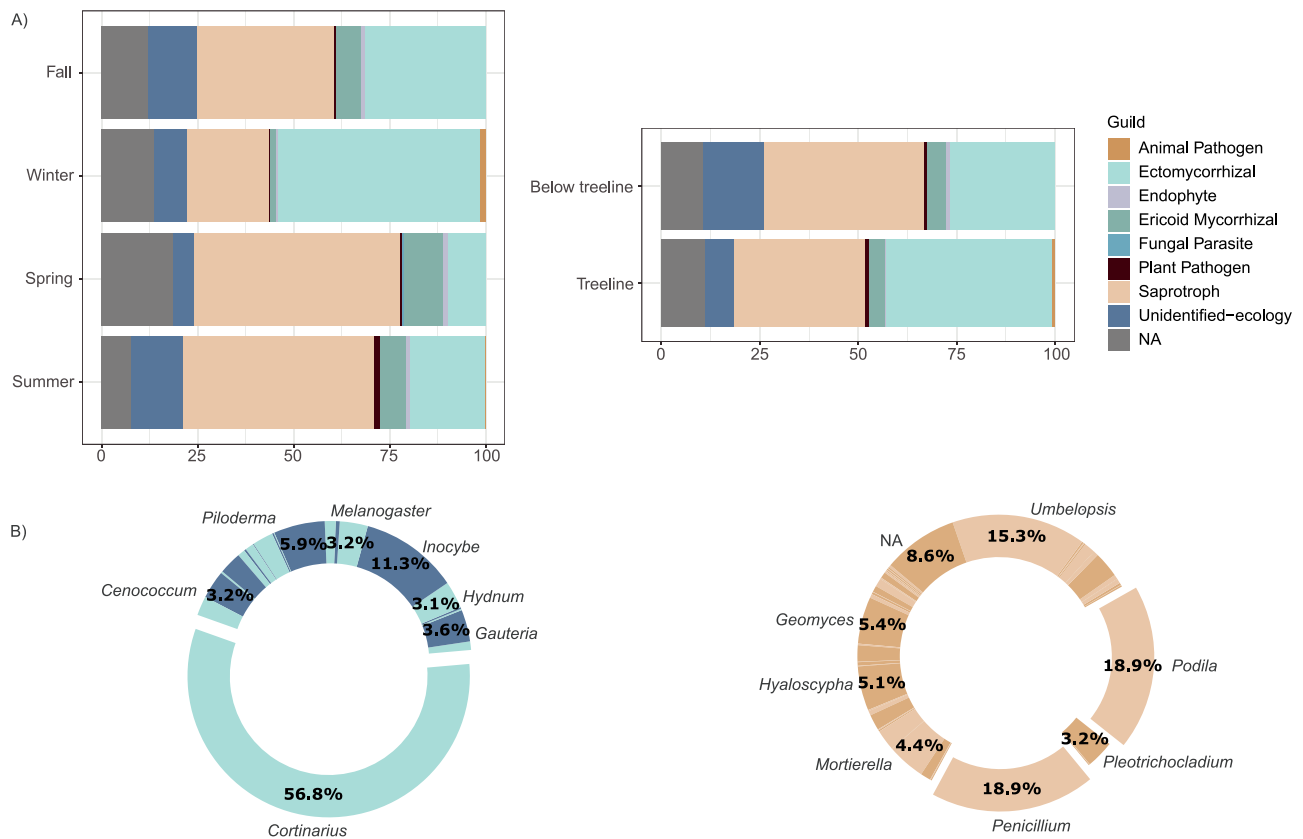 A)
Fall
Winter
Spring
Summer
0 25 50 75 100
Below treeline
Treeline
0 25 50 75 100
Guild
Animal Pathogen
Ectomycorrhizal
Endophyte
Ericoid Mycorrhizal
Fungal Parasite
Plant Pathogen
Saprotroph
Unidentified−ecology
NA
B)
Piloderma
Melanogaster
5.9%
3.2%
Inocybe
11.3%
Cenococcum
3.2%
Hydnum
3.1%
Gauteria
3.6%
56.8%
Cortinarius
Umbelopsis
NA
15.3%
8.6%
Geomyces
5.4%
18.9%
Podila
Hyaloscypha
5.1%
3.2%
Pleotrichocladium
4.4%
Mortierella
18.9%
Penicillium